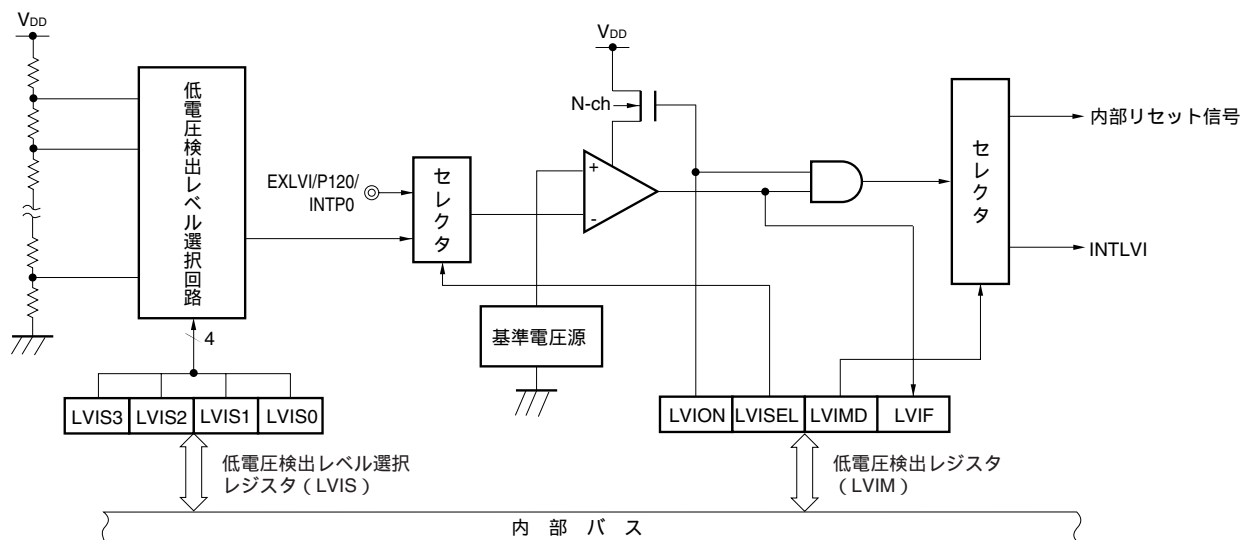 VDD
低電圧検出レベル選択回路
EXLVI/P120/
INTP0
セレクタ
VDD
N-ch
+
-
セレクタ
内部リセット信号
INTLVI
基準電圧源
4
LVIS3 LVIS2 LVIS1 LVIS0
LVION LVISEL LVIMD LVIF
低電圧検出レベル選択
レジスタ（LVIS）
低電圧検出レジスタ
（LVIM）
内 部 バ ス